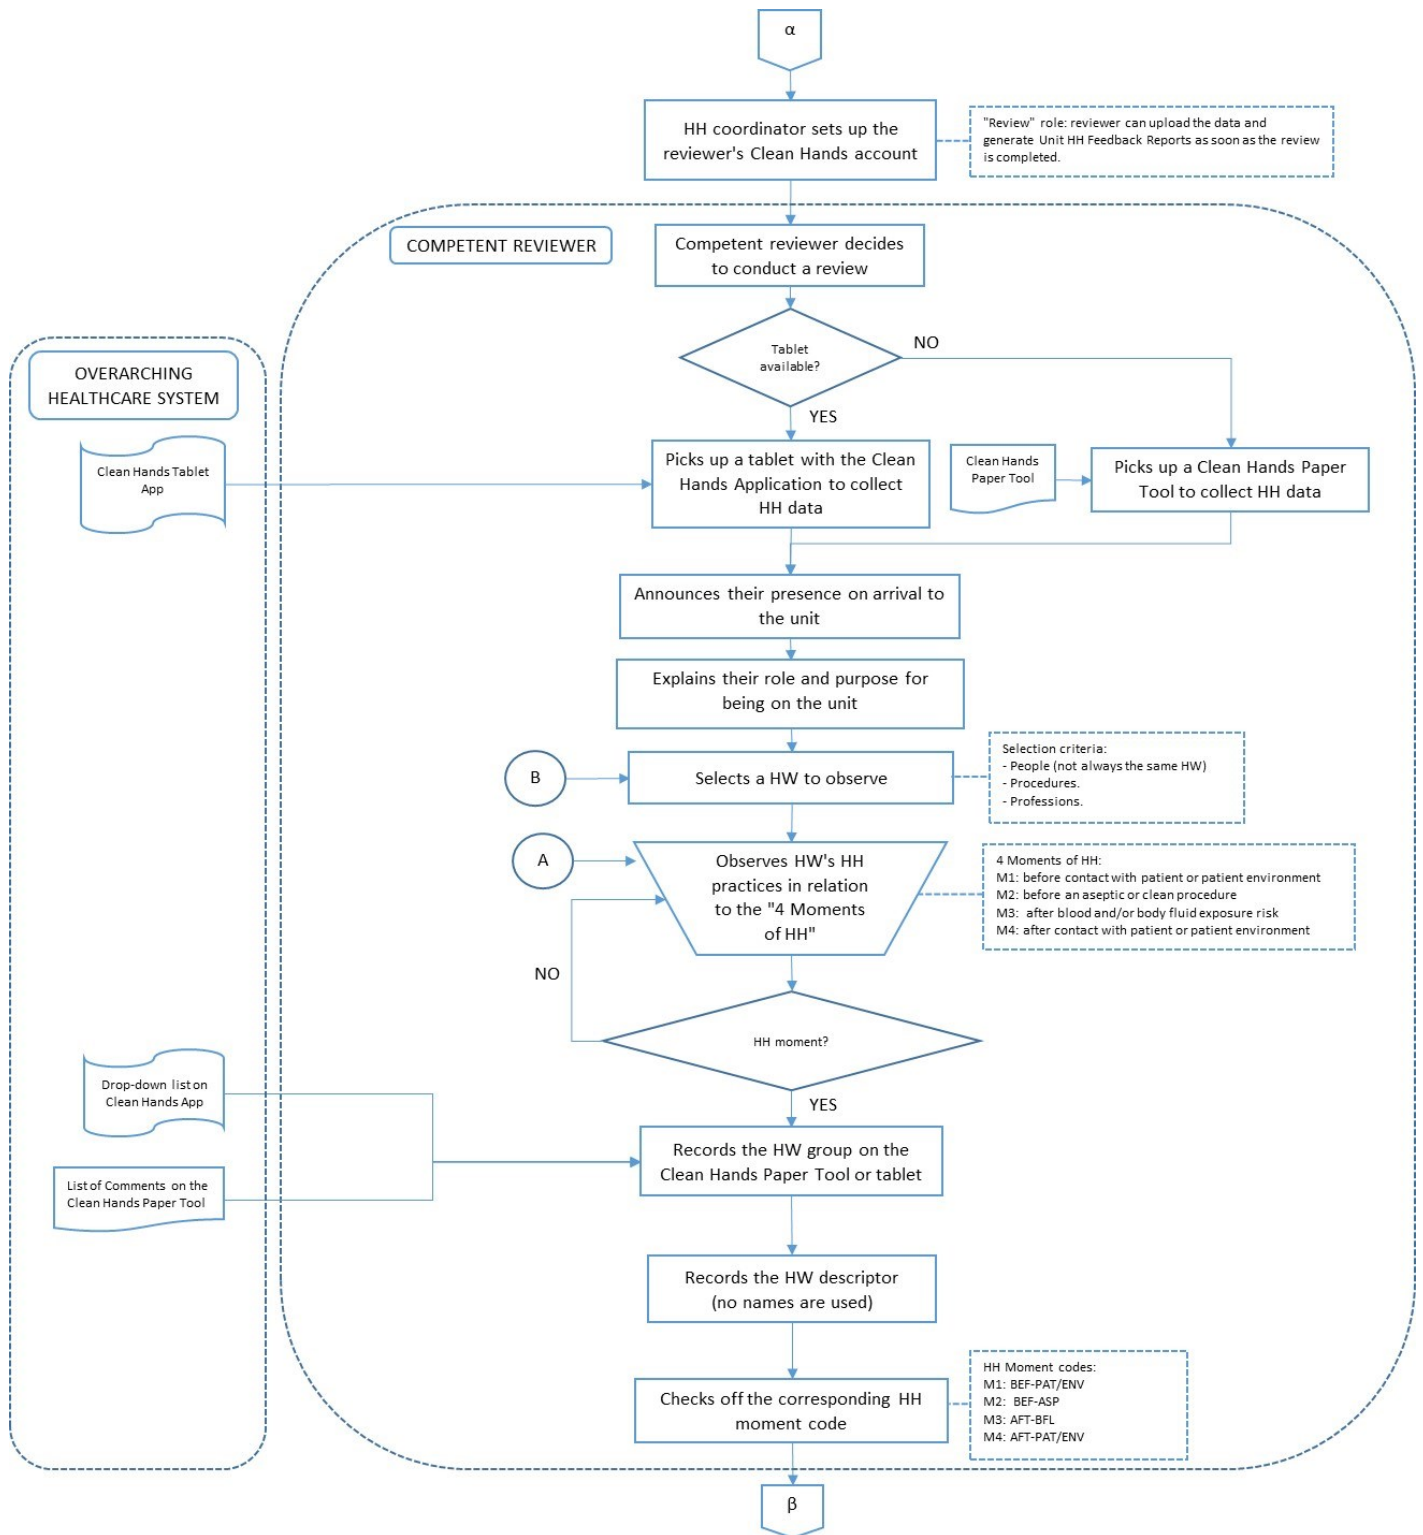 α
HH coordinator sets up the
reviewer's Clean Hands account
"Review" role: reviewer can upload the data and
generate Unit HH Feedback Reports as soon as the review
is completed.
COMPETENT REVIEWER
Competent reviewer decides
to conduct a review
Tablet
available?
NO
YES
OVERARCHING
HEALTHCARE SYSTEM
Clean Hands Tablet
App
Picks up a tablet with the Clean
Hands Application to collect
HH data
Clean Hands
Paper Tool
Picks up a Clean Hands Paper
Tool to collect HH data
Announces their presence on arrival to
the unit
Explains their role and purpose for
being on the unit
B
Selects a HW to observe
Selection criteria:
- People (not always the same HW)
- Procedures.
- Professions.
A
Observes HW's HH
practices in relation
to the "4 Moments
of HH"
4 Moments of HH:
M1: before contact with patient or patient environment
M2: before an aseptic or clean procedure
M3: after blood and/or body fluid exposure risk
M4: after contact with patient or patient environment
NO
HH moment?
YES
Drop-down list on
Clean Hands App
List of Comments on the
Clean Hands Paper Tool
Records the HW group on the
Clean Hands Paper Tool or tablet
Records the HW descriptor
(no names are used)
Checks off the corresponding HH
moment code
HH Moment codes:
M1: BEF-PAT/ENV
M2: BEF-ASP
M3: AFT-BFL
M4: AFT-PAT/ENV
β